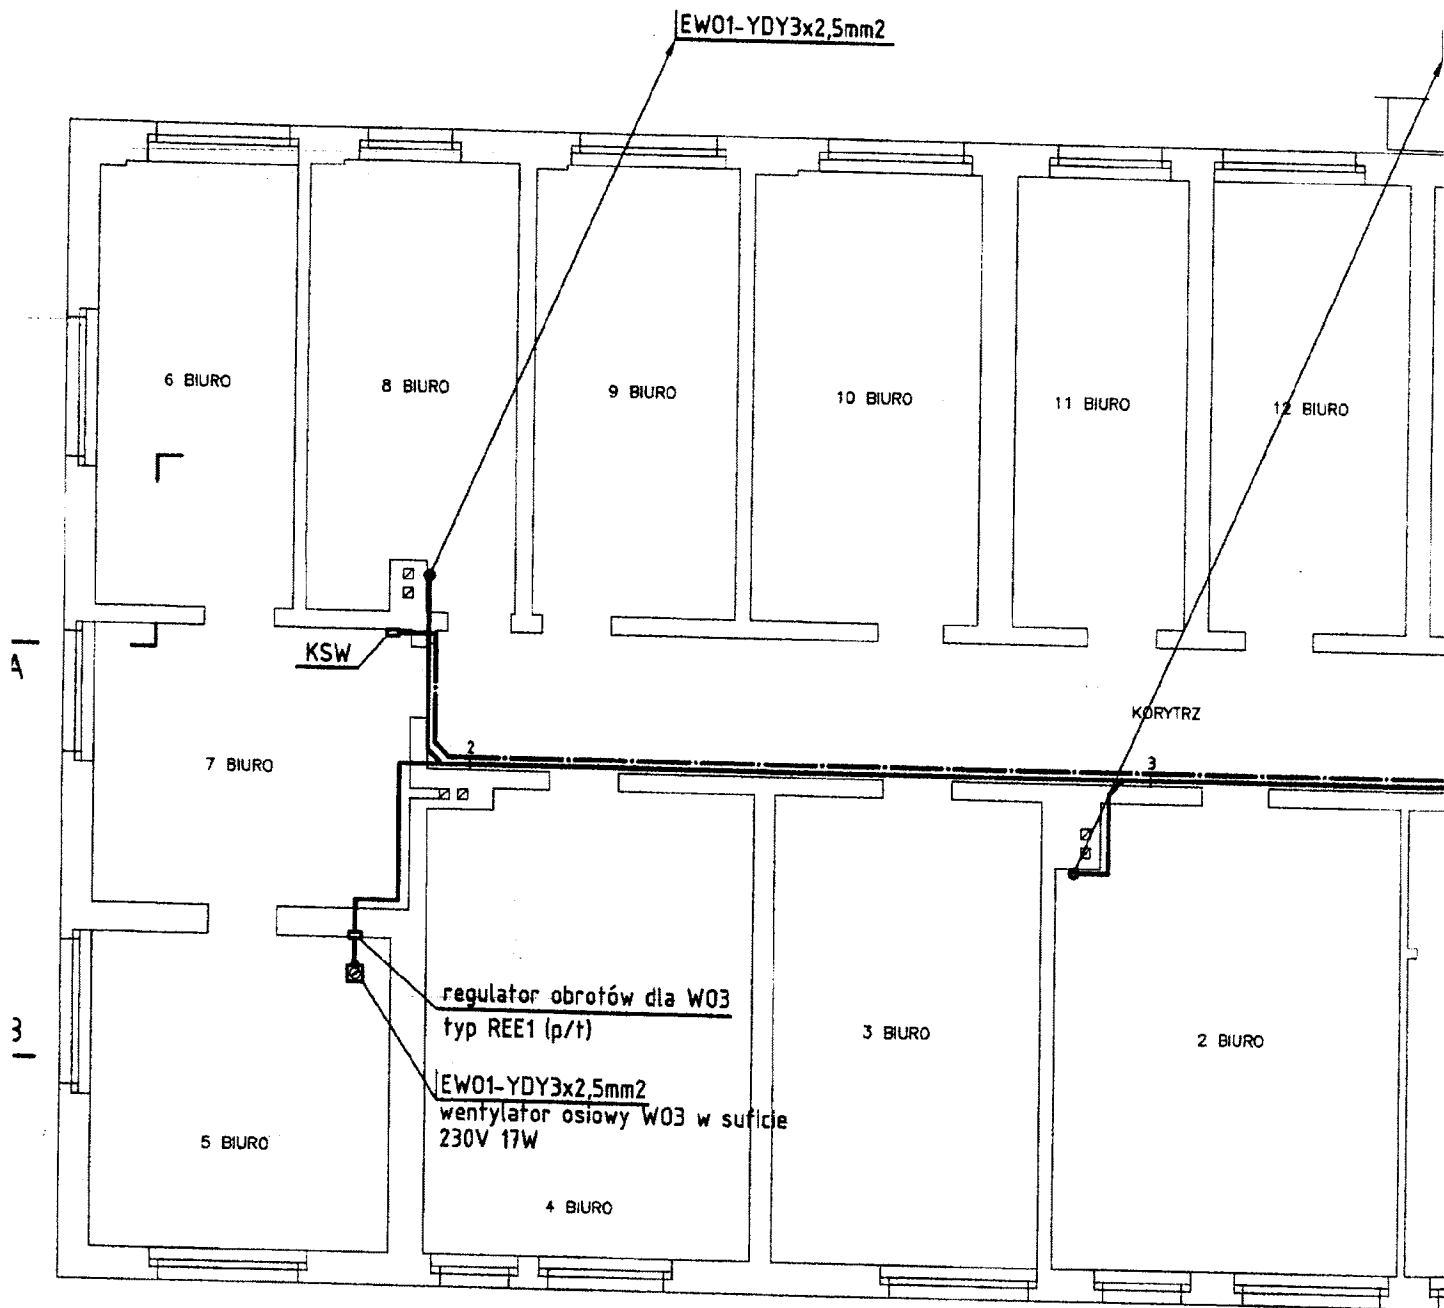 EW01-YDY3x2,5mm2
6 BIURO
8 BIURO
9 BIURO
10 BIURO
11 BIURO
12 BIURO
A
KSW
KORYTRZ
7 BIURO
2
3
regulator obrotów dla W03
typ REE1 (p/t)
3 BIURO
2 BIURO
EW01-YDY3x2,5mm2
wentylator osiowy W03 w suficie
230V 17W
5 BIURO
4 BIURO